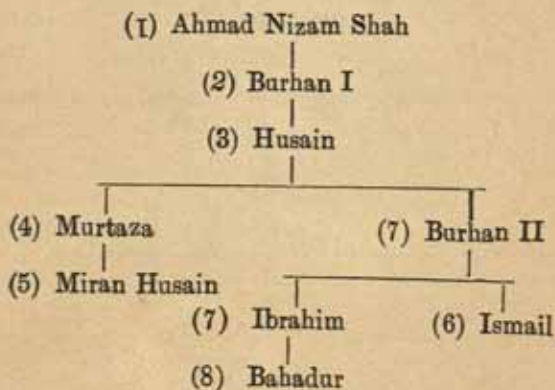 (1) Ahmad Nizam Shah
(2) Burhan I
(3) Husain
(4) Murtaza (7) Burhan II
(5) Miran Husain
(7) Ibrahim (6) Ismail
(8) Bahadur